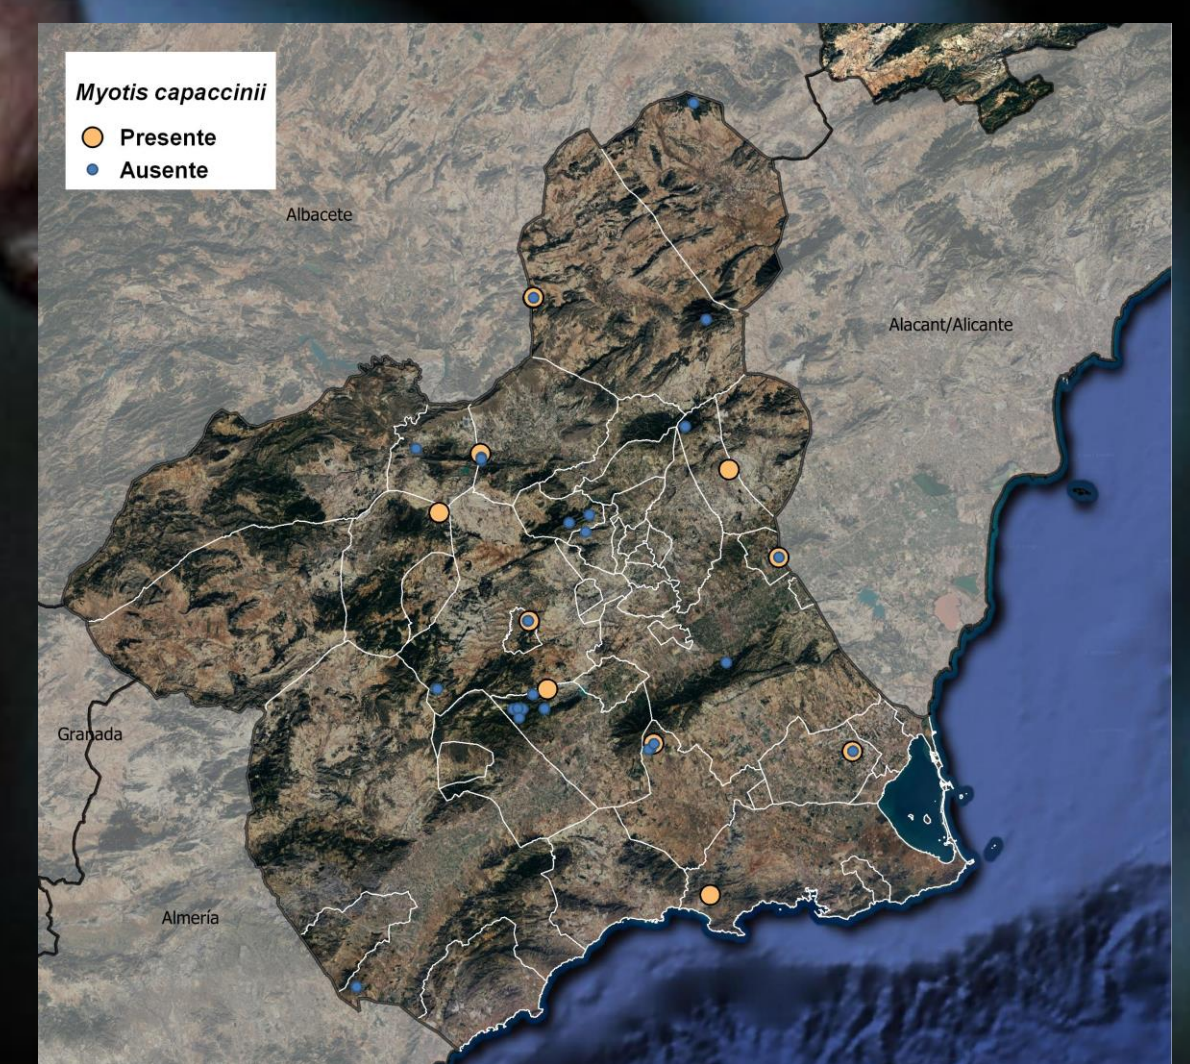 Myotis capaccinii
Presente
Ausente
Albacete
Alacant/Alicante
Granada
Almería